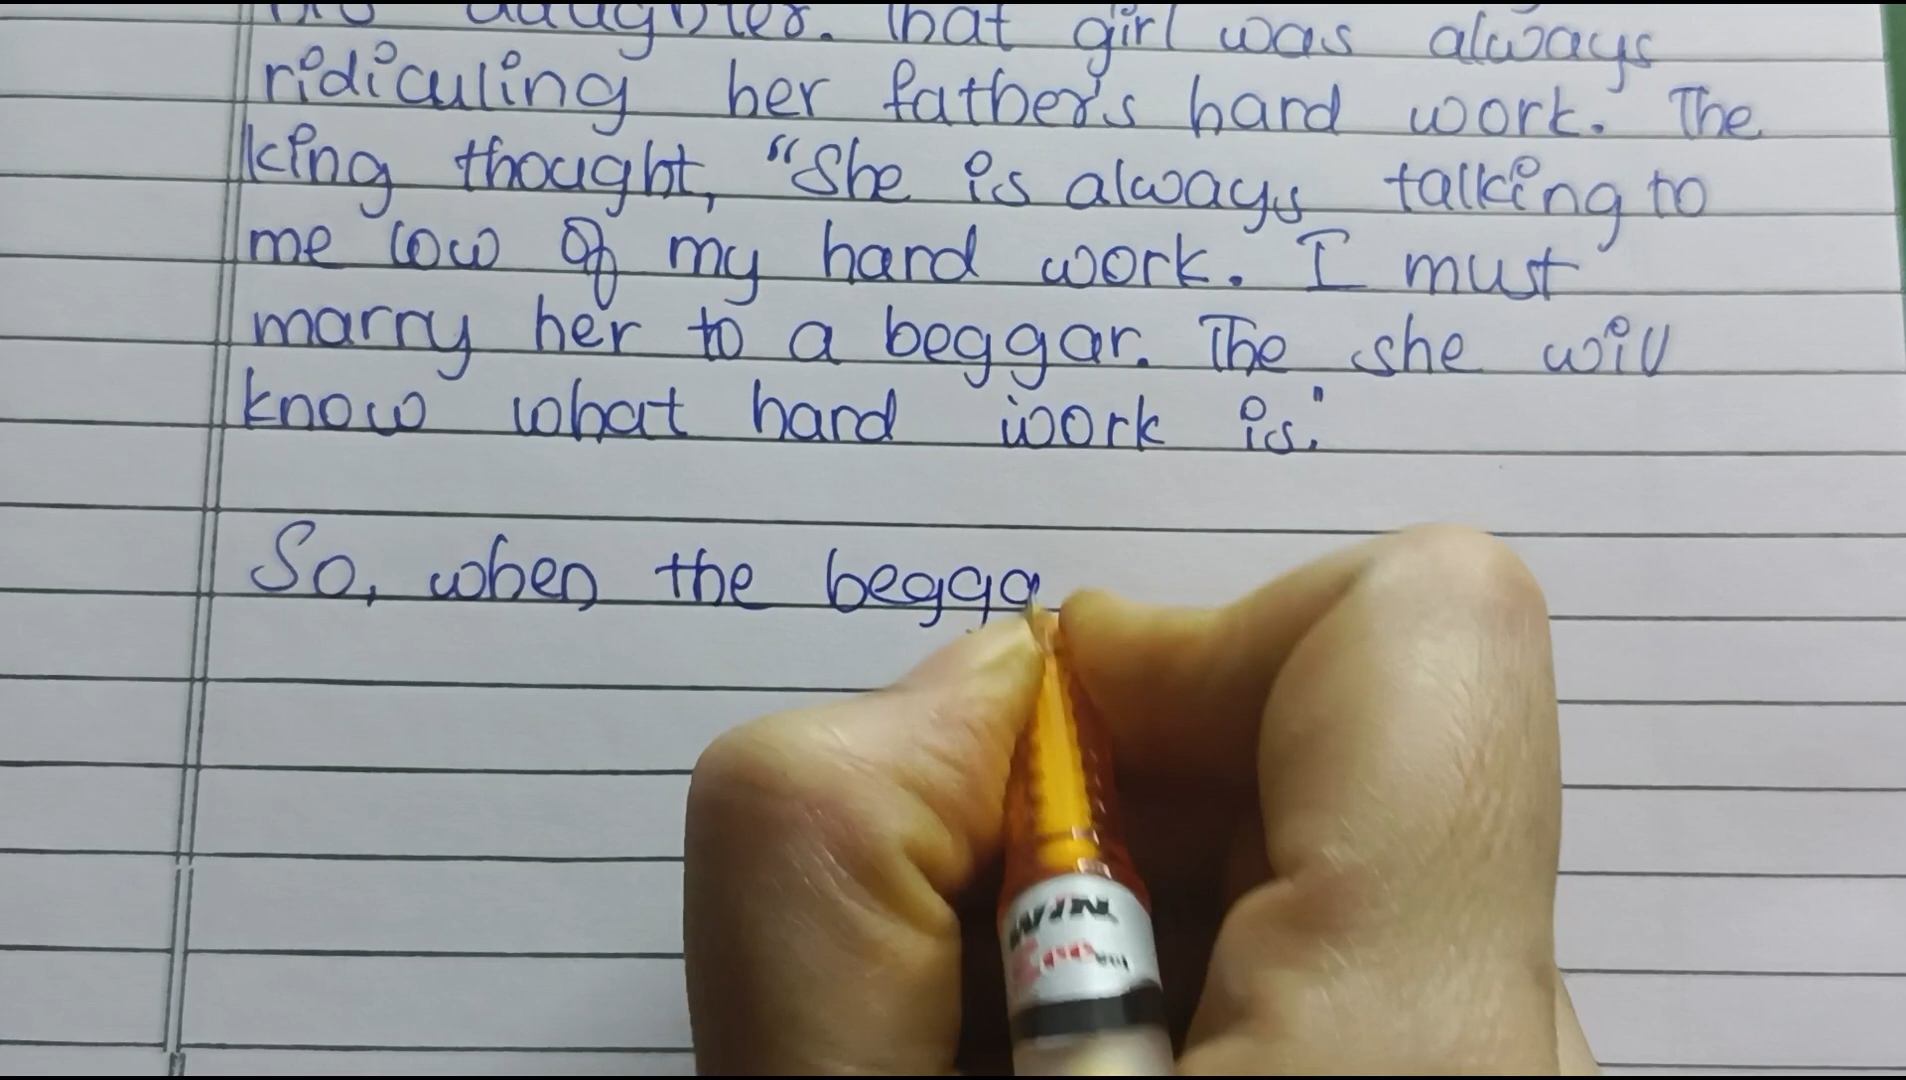 daughter. That girl was always
ridiculing her father's hard work. The
king thought, "She is always talking to
me low of my hard work. I must
marry her to a beggar. The she will
know what hard work is."
So, when the begga
WIN